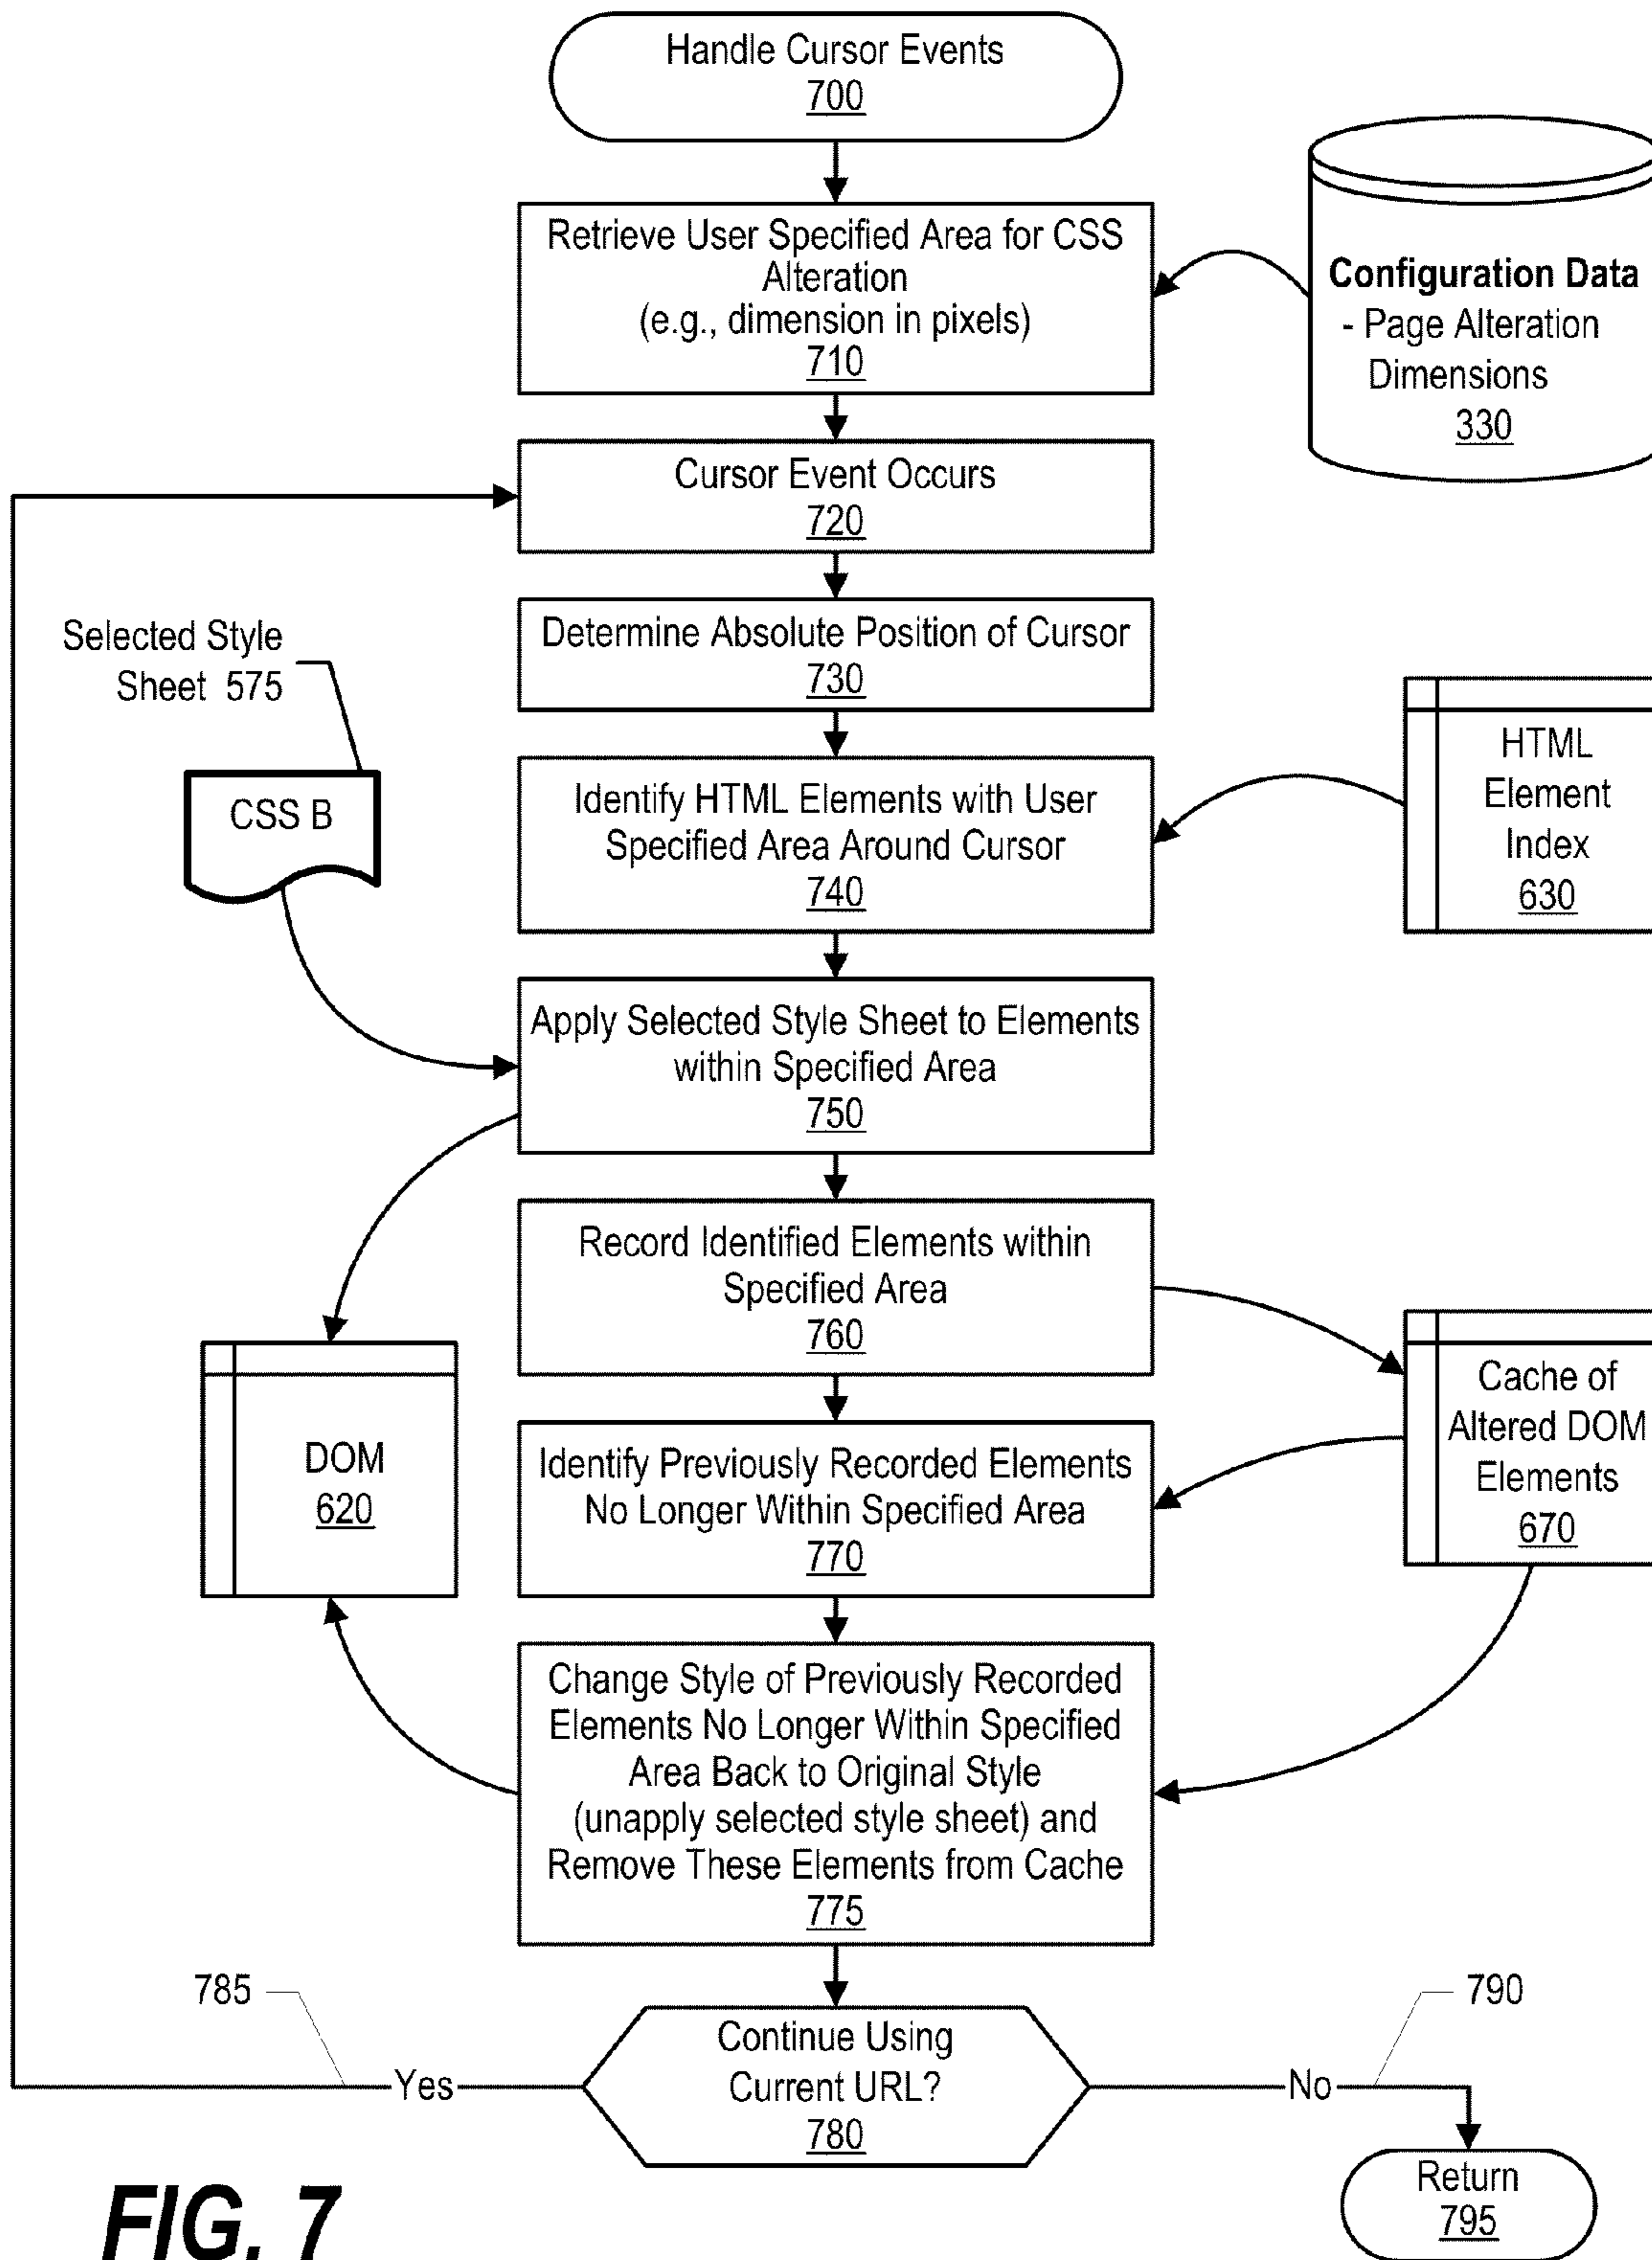 Handle Cursor Events
700
Retrieve User Specified Area for CSS
Alteration
(e.g., dimension in pixels)
710
Configuration Data
- Page Alteration
Dimensions
330
Cursor Event Occurs
720
Selected Style
Sheet 575
Determine Absolute Position of Cursor
730
CSS B
Identify HTML Elements with User
Specified Area Around Cursor
740
HTML
Element
Index
630
Apply Selected Style Sheet to Elements
within Specified Area
750
Record Identified Elements within
Specified Area
760
DOM
620
Cache of
Altered DOM
Elements
670
Identify Previously Recorded Elements
No Longer Within Specified Area
770
Change Style of Previously Recorded
Elements No Longer Within Specified
Area Back to Original Style
(unapply selected style sheet) and
Remove These Elements from Cache
775
785
790
Continue Using
Current URL?
780
Yes
No
Return
795
FIG. 7